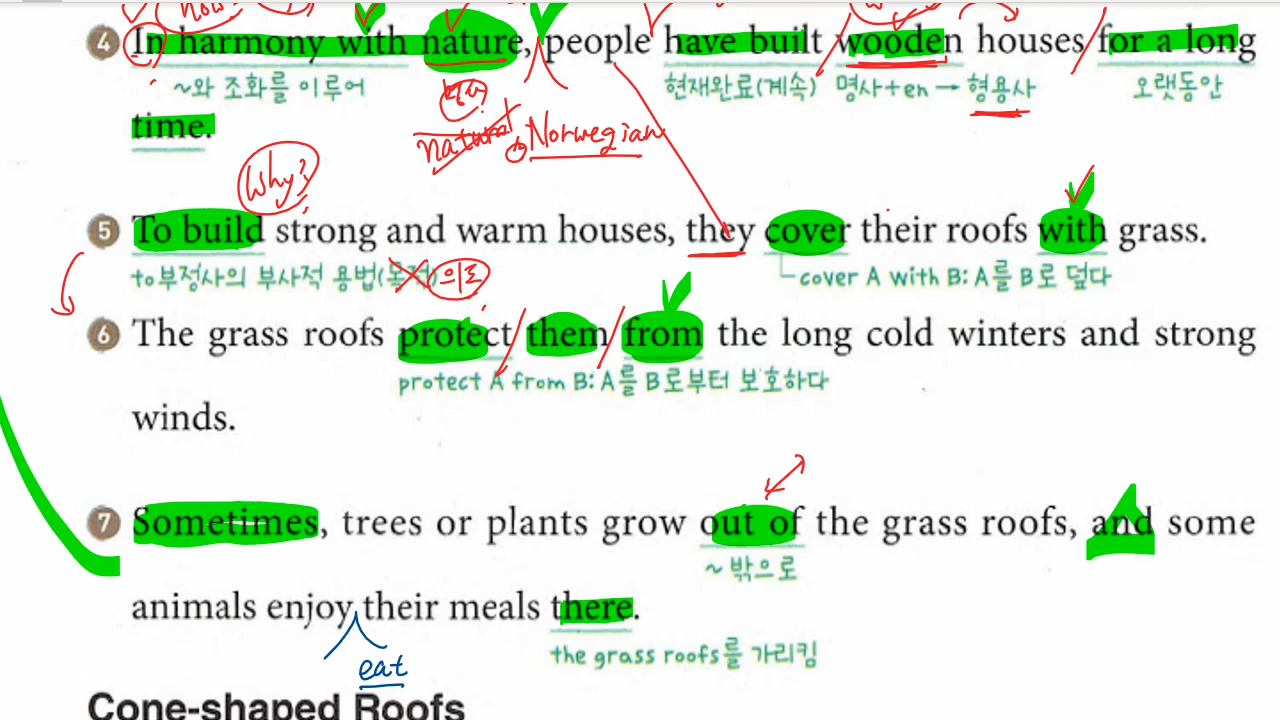 how?
4 In harmony with nature, people have built wooden houses for a long
~와 조화를 이루어 현재완료(계속) 명사+en → 형용사 오랫동안
time.
natural Norwegian
Why?
5 To build strong and warm houses, they cover their roofs with grass.
to부정사의 부사적 용법(목적) 의도 cover A with B: A를 B로 덮다
6 The grass roofs protect them from the long cold winters and strong
protect A from B: A를 B로부터 보호하다
winds.
7 Sometimes, trees or plants grow out of the grass roofs, and some
~ 밖으로
animals enjoy their meals there.
eat the grass roofs를 가리킴
Cone-shaped Roofs